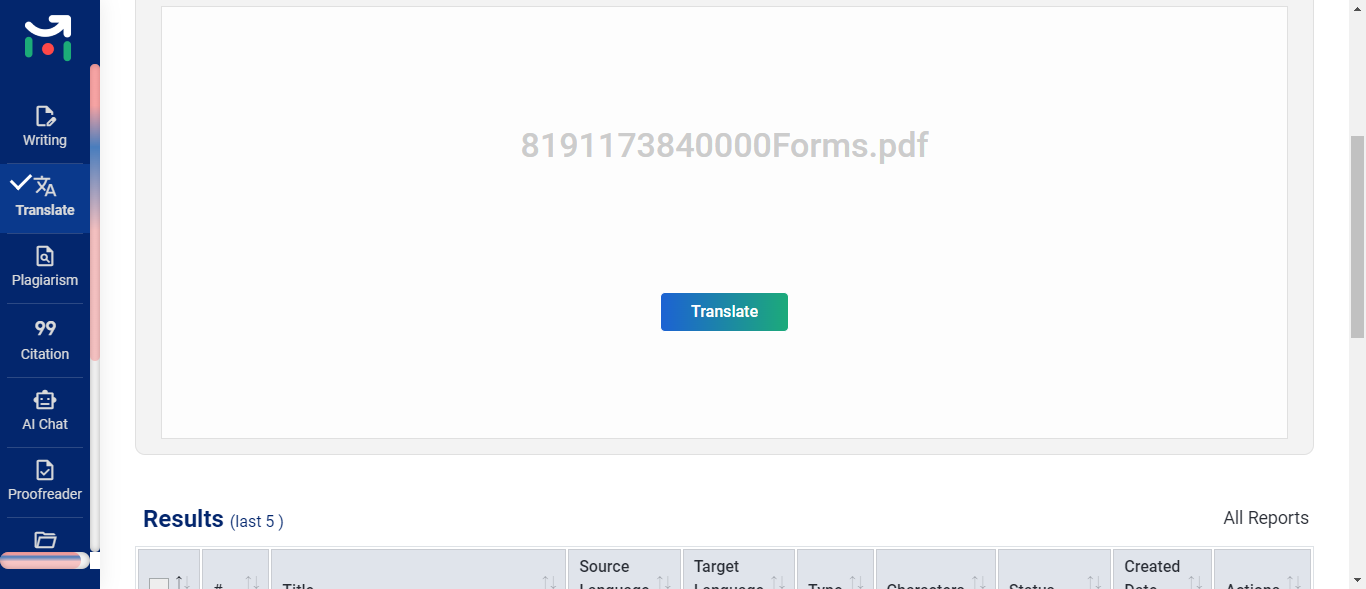 Writing
Translate
Plagiarism
Citation
AI Chat
Proofreader
8191173840000Forms.pdf
Translate
Results (last 5 )
All Reports
#
Title
Source Language
Target Language
Type
Characters
Status
Created Date
Actions